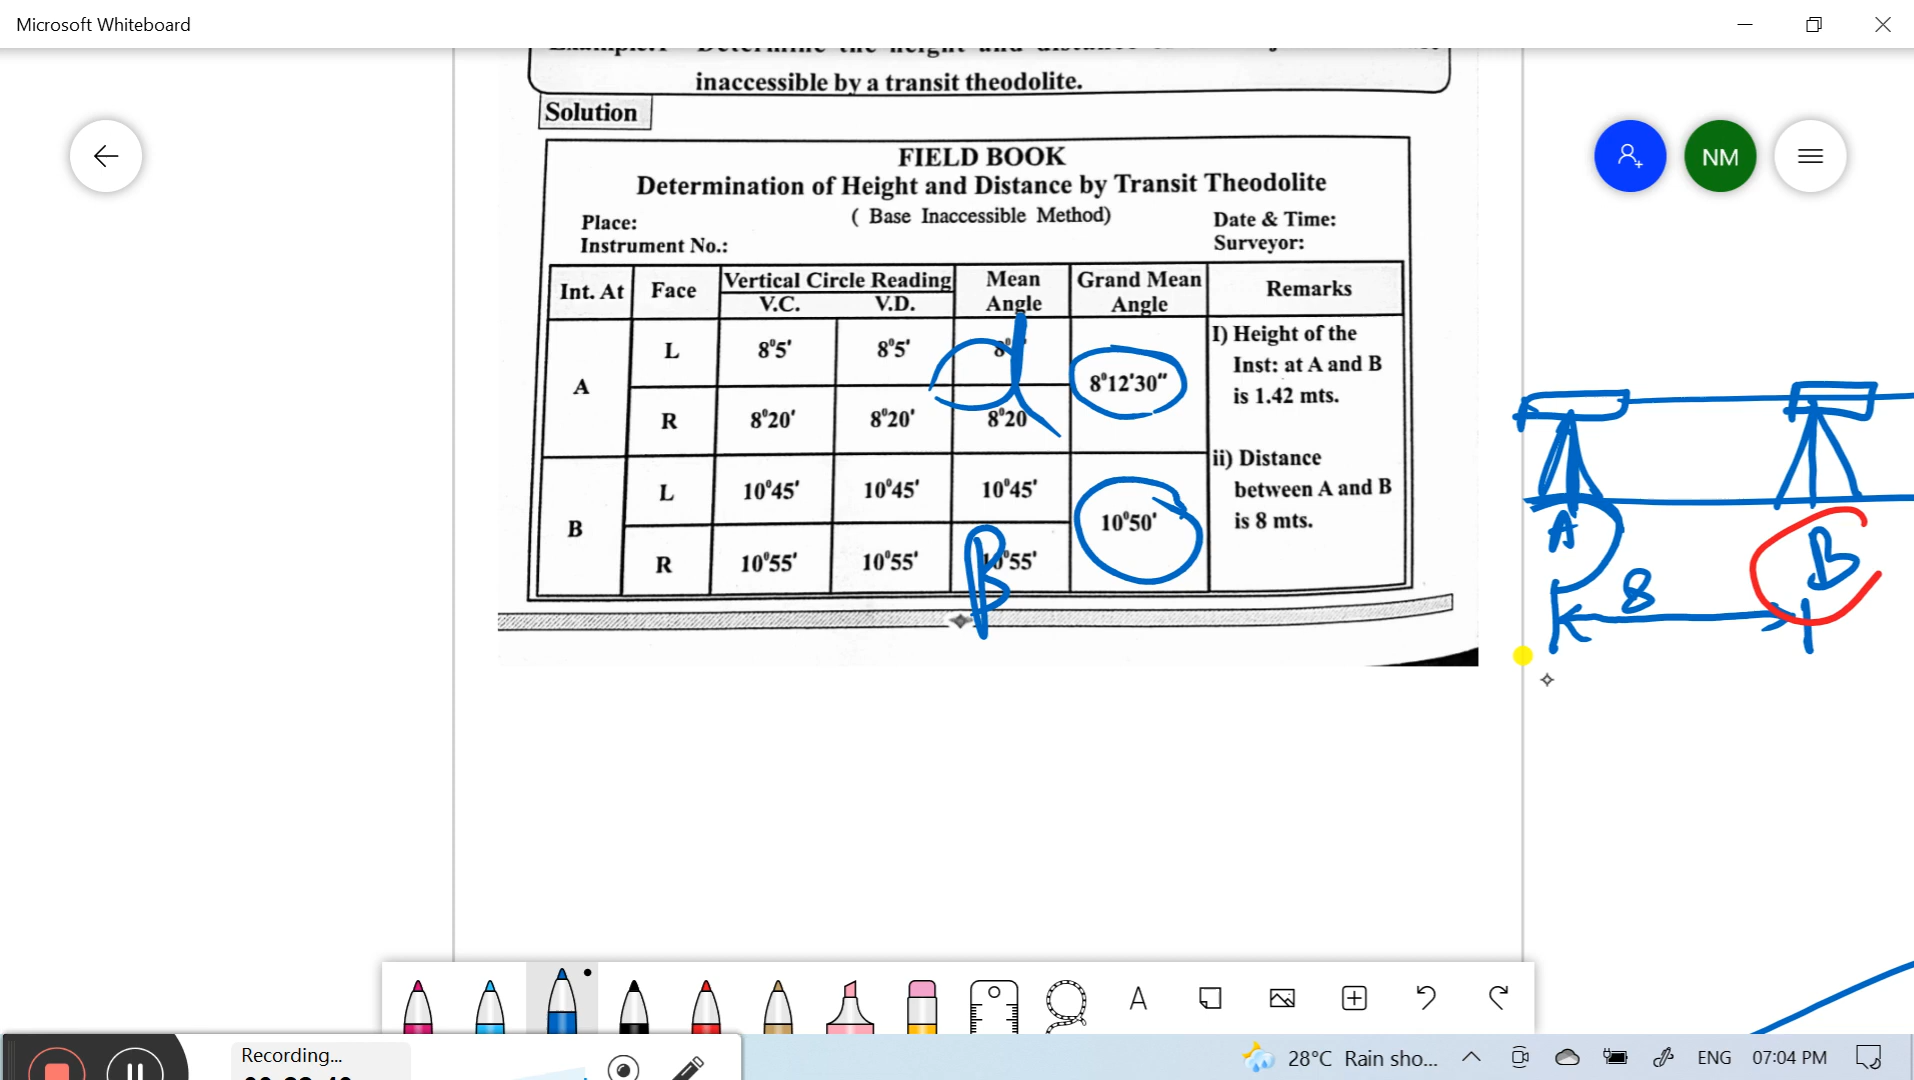 Microsoft Whiteboard
inaccessible by a transit theodolite.
Solution
FIELD BOOK
Determination of Height and Distance by Transit Theodolite
( Base Inaccessible Method)
Place:
Date & Time:
Instrument No.:
Surveyor:
Int. At Face Vertical Circle Reading Mean Angle Grand Mean Angle Remarks
V.C. V.D.
A L 8°5' 8°5' 8°12'30"
R 8°20' 8°20' 8°20
B L 10°45' 10°45' 10°45' 10°50'
R 10°55' 10°55'
I) Height of the
Inst: at A and B
is 1.42 mts.
ii) Distance
between A and B
is 8 mts.
α
β
A
B
8
NM
A
Recording...
28°C Rain sho...
ENG
07:04 PM